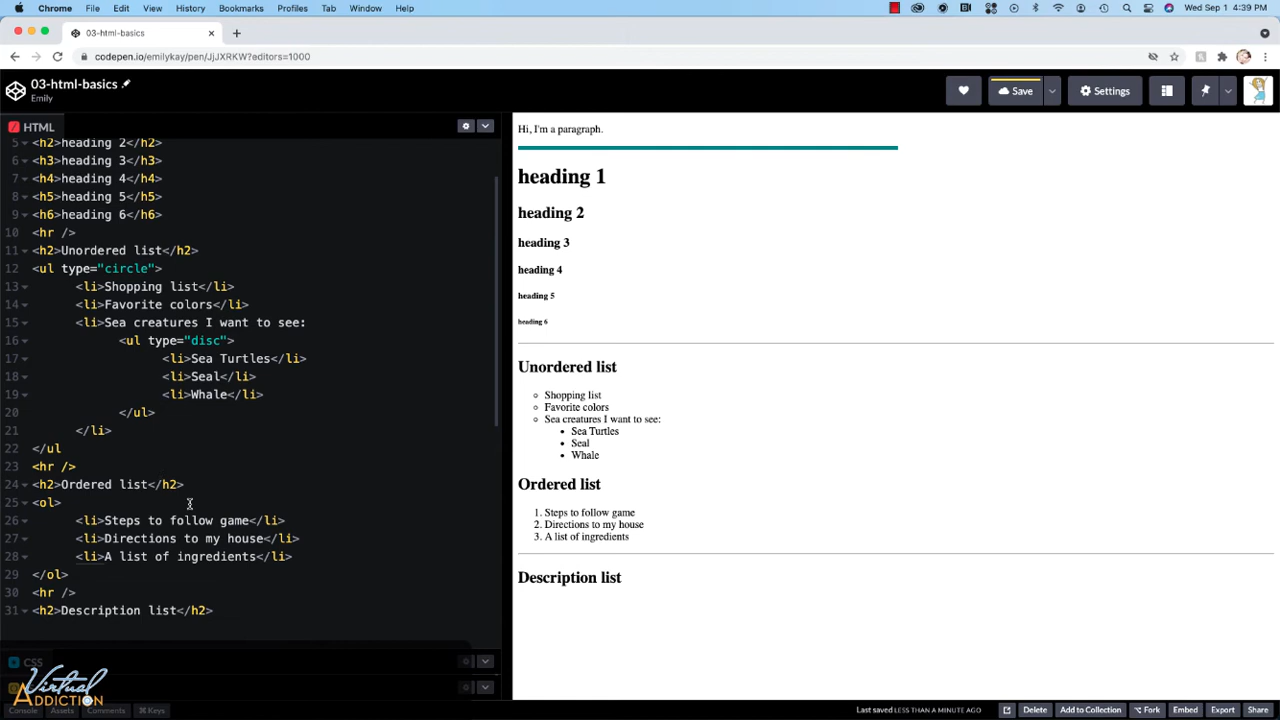 Chrome File Edit View History Bookmarks Profiles Tab Window Help
Wed Sep 1 4:39 PM
03-html-basics
codepen.io/emilykay/pen/JjJXRKW?editors=1000
03-html-basics
Emily
Save
Settings
HTML
5 <h2>heading 2</h2>
6 <h3>heading 3</h3>
7 <h4>heading 4</h4>
8 <h5>heading 5</h5>
9 <h6>heading 6</h6>
10 <hr />
11 <h2>Unordered list</h2>
12 <ul type="circle">
13 <li>Shopping list</li>
14 <li>Favorite colors</li>
15 <li>Sea creatures I want to see:
16 <ul type="disc">
17 <li>Sea Turtles</li>
18 <li>Seal</li>
19 <li>Whale</li>
20 </ul>
21 </li>
22 </ul
23 <hr />
24 <h2>Ordered list</h2>
25 <ol>
26 <li>Steps to follow game</li>
27 <li>Directions to my house</li>
28 <li>A list of ingredients</li>
29 </ol>
30 <hr />
31 <h2>Description list</h2>
CSS
Virtual
Addiction
Console Assets Comments ⌘ Keys
Hi, I'm a paragraph.
heading 1
heading 2
heading 3
heading 4
heading 5
heading 6
Unordered list
Shopping list
Favorite colors
Sea creatures I want to see:
Sea Turtles
Seal
Whale
Ordered list
1. Steps to follow game
2. Directions to my house
3. A list of ingredients
Description list
Last saved LESS THAN A MINUTE AGO
Delete Add to Collection Fork Embed Export Share